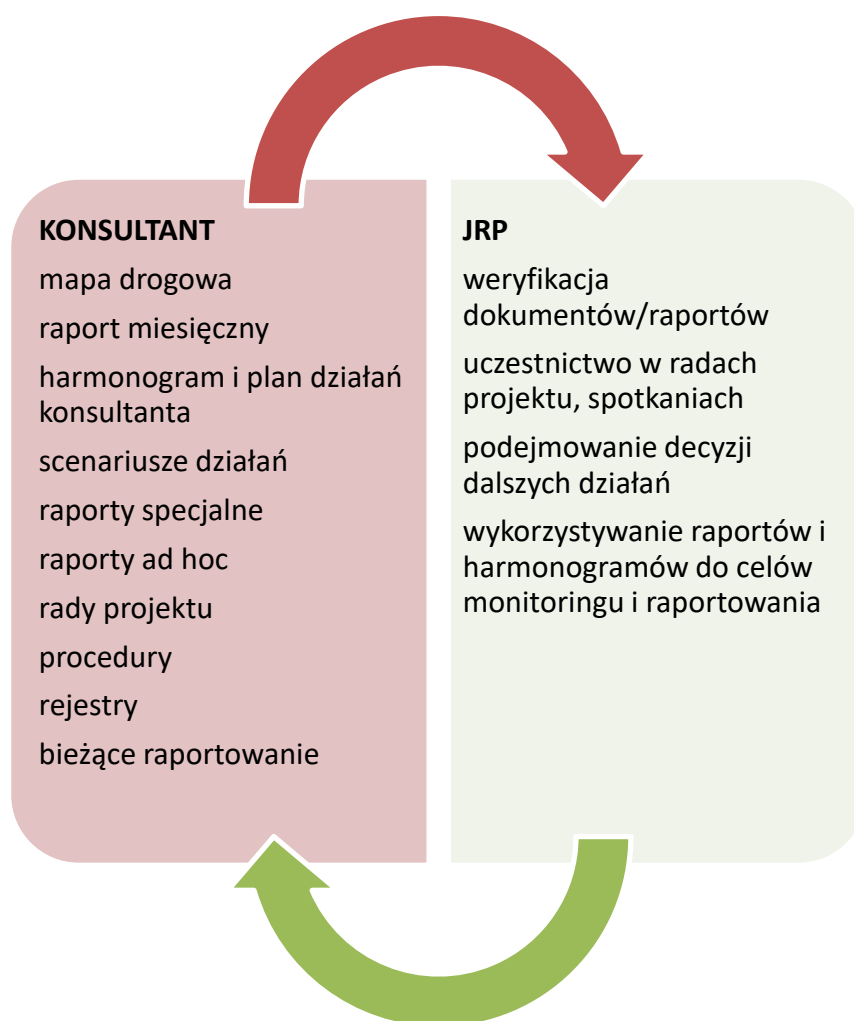 KONSULTANT
mapa drogowa
raport miesięczny
harmonogram i plan działań
konsultanta
scenariusze działań
raporty specjalne
raporty ad hoc
rady projektu
procedury
rejestry
bieżące raportowanie
JRP
weryfikacja
dokumentów/raportów
uczestnictwo w radach
projektu, spotkaniach
podejmowanie decyzji
dalszych działań
wykorzystywanie raportów i
harmonogramów do celów
monitoringu i raportowania